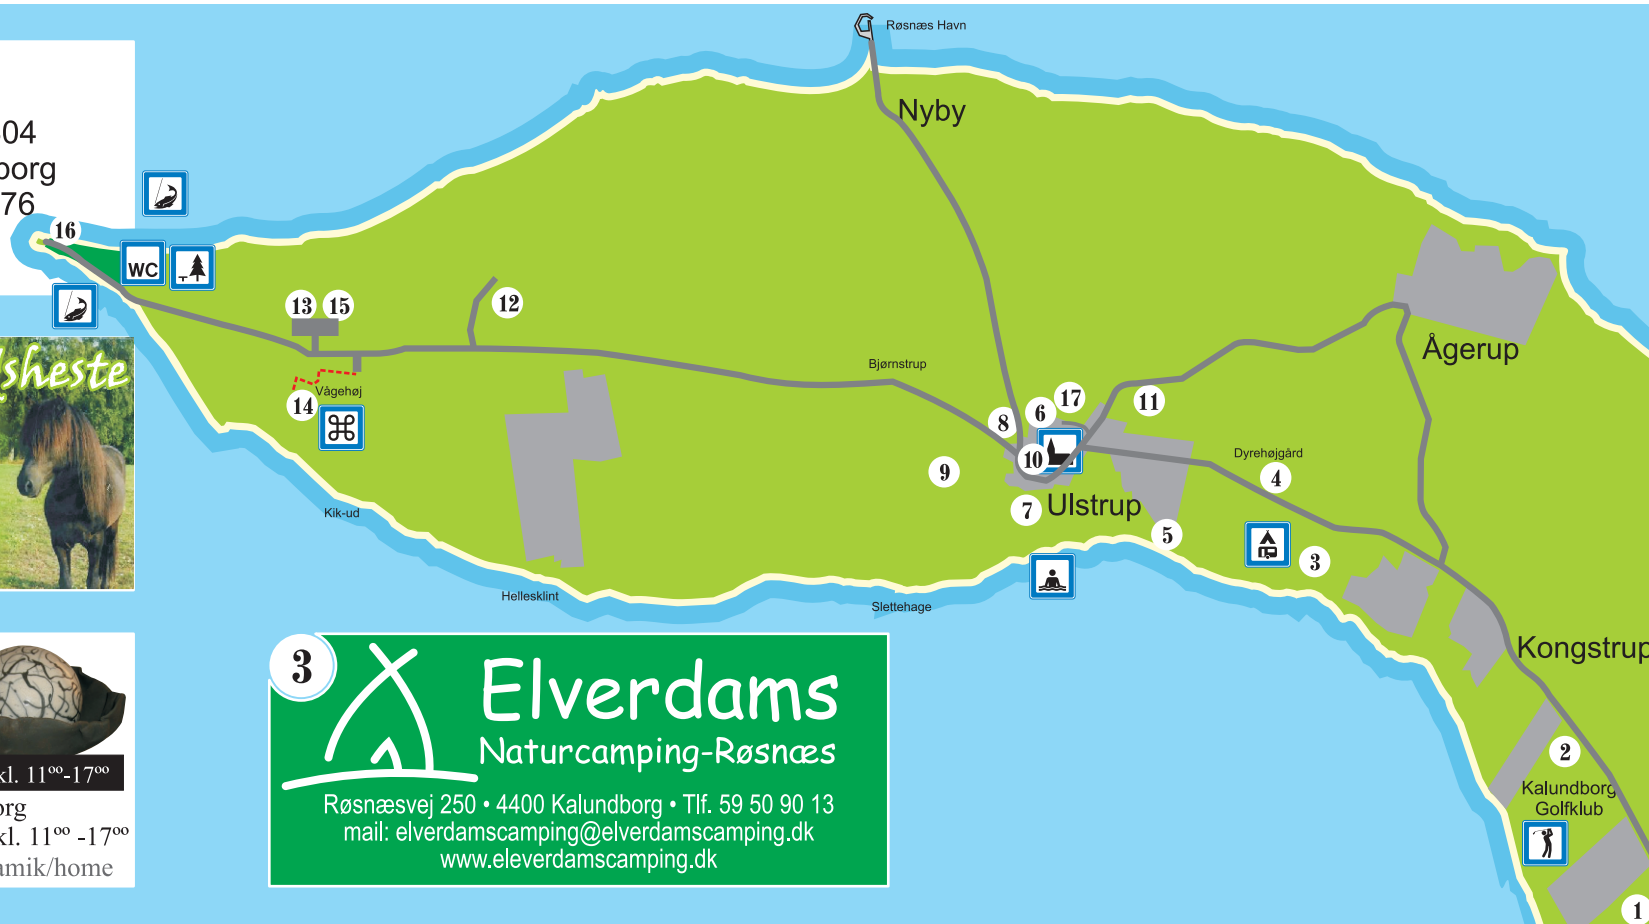 Røsnæs Havn
Nyby
04
borg
76
16
WC
13
15
12
sheste
Ågerup
Bjørnstrup
Vågehøj
14
17
6
11
8
10
9
Dyrehøjgård
4
7
Ulstrup
Kik-ud
5
3
Hellesklint
Slettehage
Kongstrup
3
Elverdams
Naturcamping-Røsnæs
Røsnæsvej 250 • 4400 Kalundborg • Tlf. 59 50 90 13
mail: elverdamscamping@elverdamscamping.dk
www.eleverdamscamping.dk
2
Kalundborg
Golfklub
kl. 11⁰⁰-17⁰⁰
org
kl. 11⁰⁰ -17⁰⁰
amik/home
1